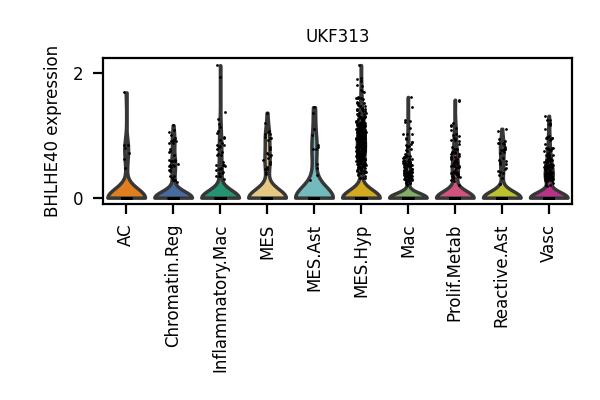 UKF313
BHLHE40 expression
2
0
AC
Chromatin.Reg
Inflammatory.Mac
MES
MES.Ast
MES.Hyp
Mac
Prolif.Metab
Reactive.Ast
Vasc